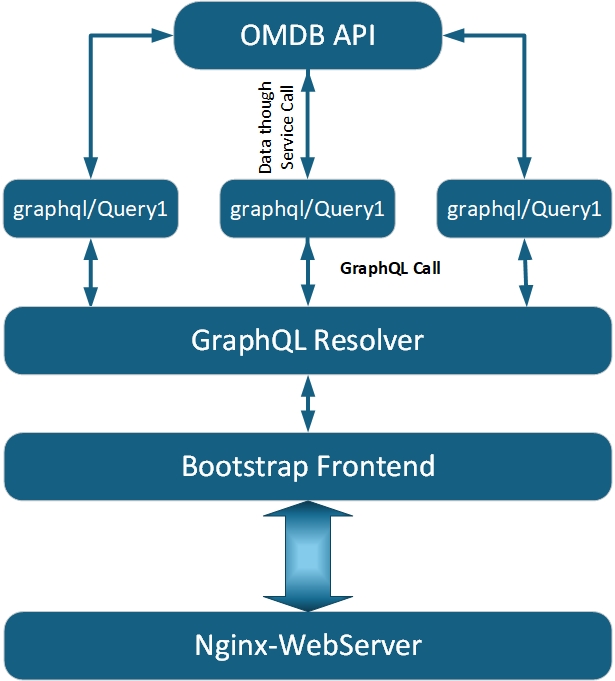 OMDB API
Data though
Service Call
graphql/Query1
graphql/Query1
graphql/Query1
GraphQL Call
GraphQL Resolver
Bootstrap Frontend
Nginx-WebServer